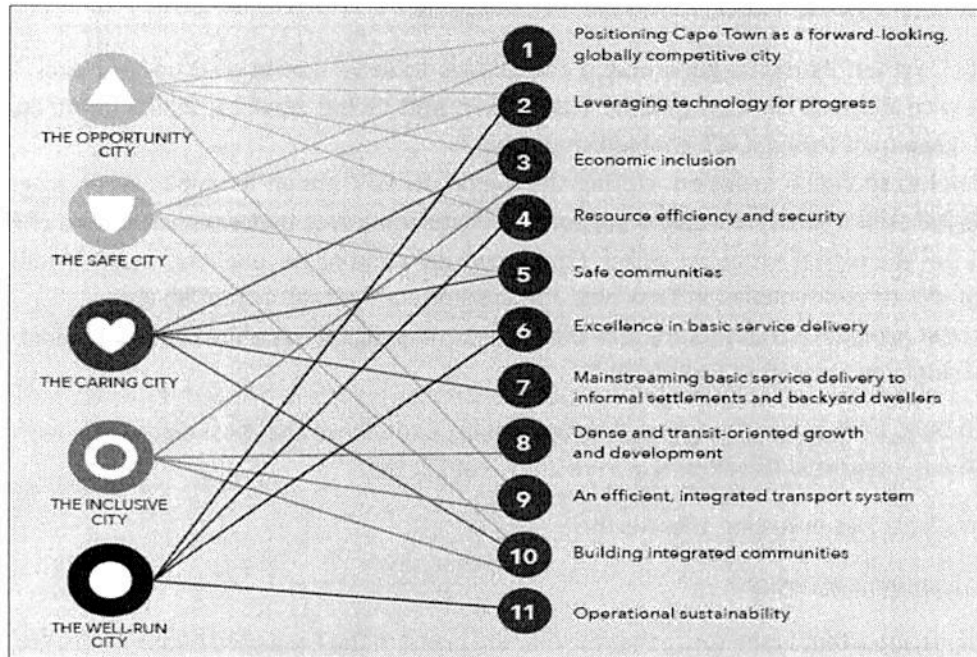 THE OPPORTUNITY
CITY
THE SAFE CITY
THE CARING CITY
THE INCLUSIVE
CITY
THE WELL-RUN
CITY
1 Positioning Cape Town as a forward-looking,
globally competitive city
2 Leveraging technology for progress
3 Economic inclusion
4 Resource efficiency and security
5 Safe communities
6 Excellence in basic service delivery
7 Mainstreaming basic service delivery to
informal settlements and backyard dwellers
8 Dense and transit-oriented growth
and development
9 An efficient, integrated transport system
10 Building integrated communities
11 Operational sustainability